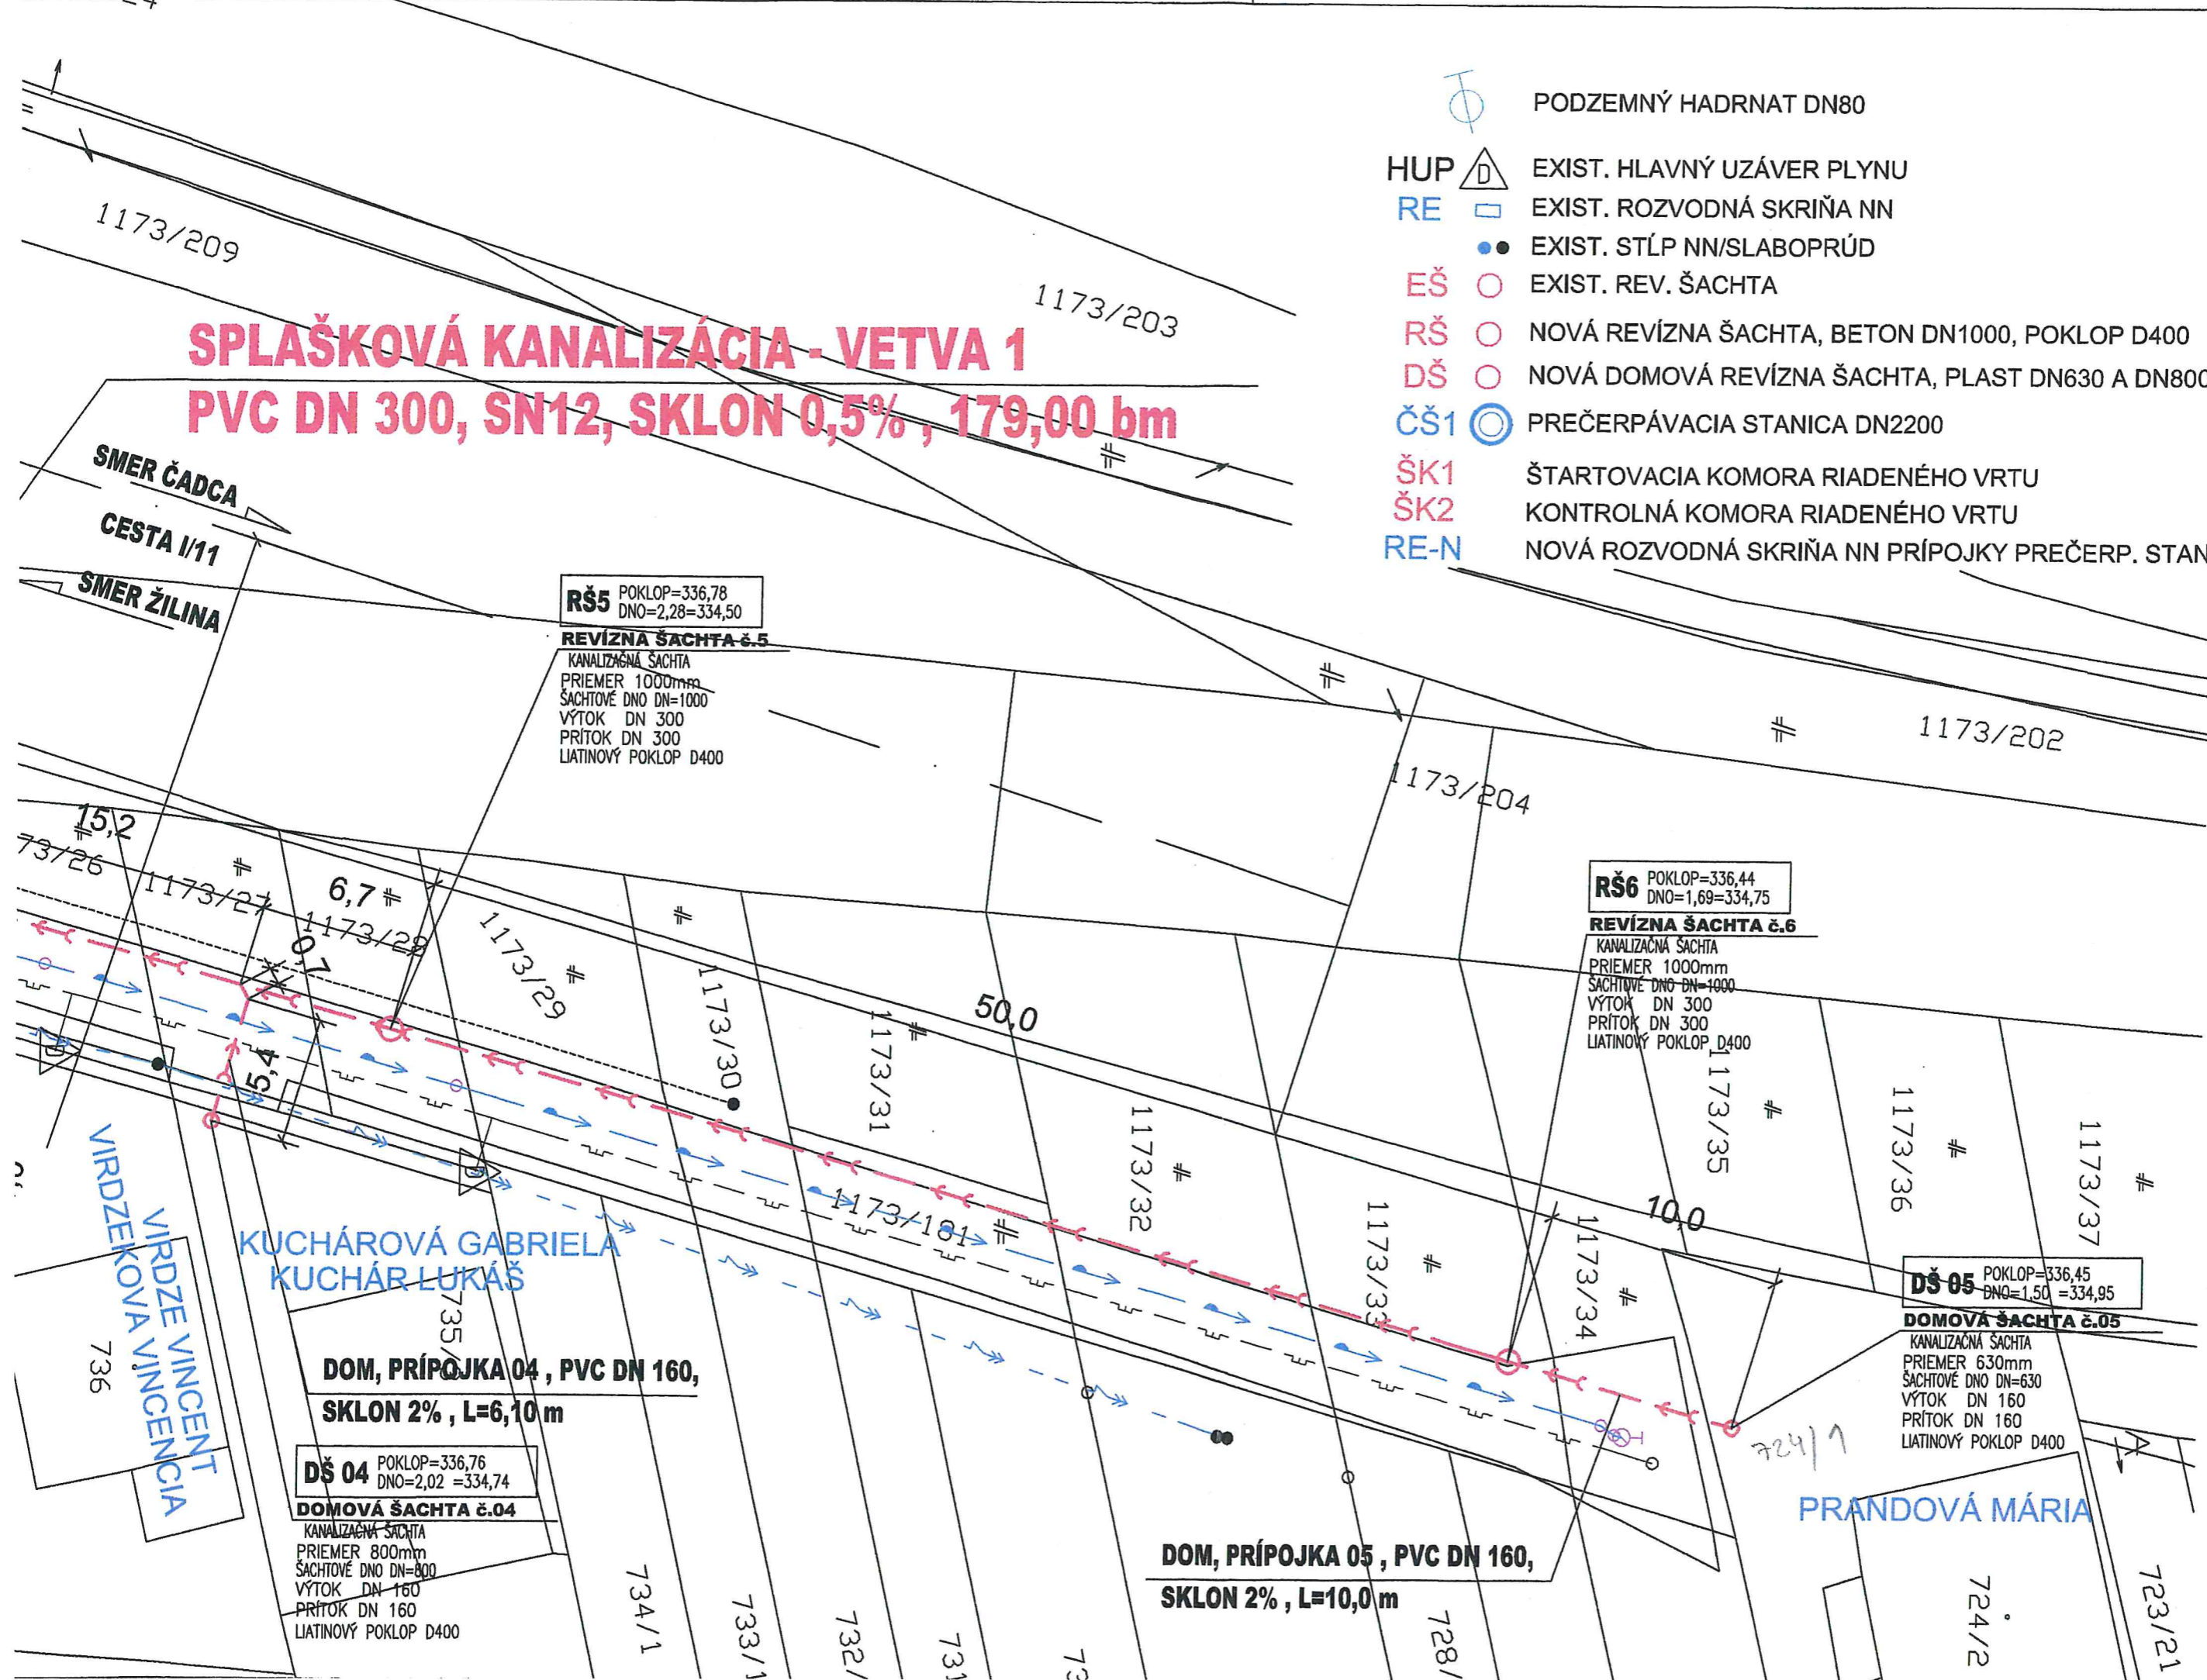 PODZEMNÝ HADRNAT DN80
HUP D EXIST. HLAVNÝ UZÁVER PLYNU
RE EXIST. ROZVODNÁ SKRIŇA NN
EXIST. STĹP NN/SLABOPRÚD
EŠ EXIST. REV. ŠACHTA
RŠ NOVÁ REVÍZNA ŠACHTA, BETON DN1000, POKLOP D400
DŠ NOVÁ DOMOVÁ REVÍZNA ŠACHTA, PLAST DN630 A DN800
ČŠ1 PREČERPÁVACIA STANICA DN2200
ŠK1 ŠTARTOVACIA KOMORA RIADENÉHO VRTU
ŠK2 KONTROLNÁ KOMORA RIADENÉHO VRTU
RE-N NOVÁ ROZVODNÁ SKRIŇA NN PRÍPOJKY PREČERP. STAN
1173/209
1173/203
SPLAŠKOVÁ KANALIZÁCIA - VETVA 1
PVC DN 300, SN12, SKLON 0,5% , 179,00 bm
SMER ČADCA
CESTA I/11
SMER ŽILINA
RŠ5 POKLOP=336,78
DNO=2,28=334,50
REVÍZNA ŠACHTA č.5
KANALIZAČNÁ ŠACHTA
PRIEMER 1000mm
ŠACHTOVÉ DNO DN=1000
VÝTOK DN 300
PRÍTOK DN 300
LIATINOVÝ POKLOP D400
1173/202
1173/204
15,2
73/26
1173/27
6,7
1173/28
0,7
1173/29
1173/30
1173/31
50,0
1173/32
1173/33
1173/34
10,0
1173/35
1173/36
1173/37
RŠ6 POKLOP=336,44
DNO=1,69=334,75
REVÍZNA ŠACHTA č.6
KANALIZAČNÁ ŠACHTA
PRIEMER 1000mm
ŠACHTOVÉ DNO DN=1000
VÝTOK DN 300
PRÍTOK DN 300
LIATINOVÝ POKLOP D400
5,4
D
D
1173/181
VIRDZE VINCENT
VIRDZEKOVA VINCENCIA
736
KUCHÁROVÁ GABRIELA
KUCHÁR LUKÁŠ
735/
DOM, PRÍPOJKA 04 , PVC DN 160,
SKLON 2% , L=6,10 m
DŠ 04 POKLOP=336,76
DNO=2,02 =334,74
DOMOVÁ ŠACHTA č.04
KANALIZAČNÁ ŠACHTA
PRIEMER 800mm
ŠACHTOVÉ DNO DN=800
VÝTOK DN 160
PRÍTOK DN 160
LIATINOVÝ POKLOP D400
DŠ 05 POKLOP=336,45
DNO=1,50 =334,95
DOMOVÁ ŠACHTA č.05
KANALIZAČNÁ ŠACHTA
PRIEMER 630mm
ŠACHTOVÉ DNO DN=630
VÝTOK DN 160
PRÍTOK DN 160
LIATINOVÝ POKLOP D400
724/1
PRANDOVÁ MÁRIA
DOM, PRÍPOJKA 05 , PVC DN 160,
SKLON 2% , L=10,0 m
734/1
733/1
732/
731
73
728/
724/2
723/21